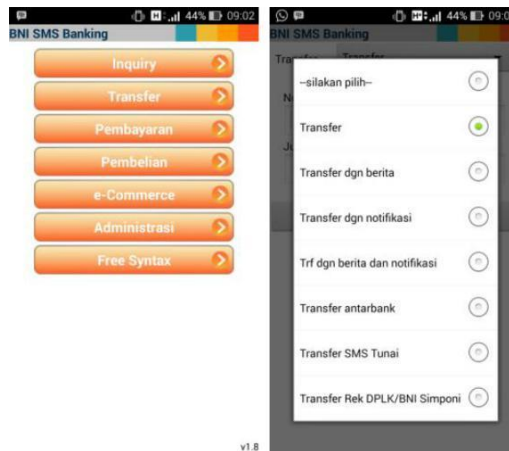 44% 09:02
BNI SMS Banking
Inquiry
Transfer
Pembayaran
Pembelian
e-Commerce
Administrasi
Free Syntax
v1.8
44% 09:0
BNI SMS Banking
Transfer
--silakan pilih--
Transfer
Transfer dgn berita
Transfer dgn notifikasi
Trf dgn berita dan notifikasi
Transfer antarbank
Transfer SMS Tunai
Transfer Rek DPLK/BNI Simponi